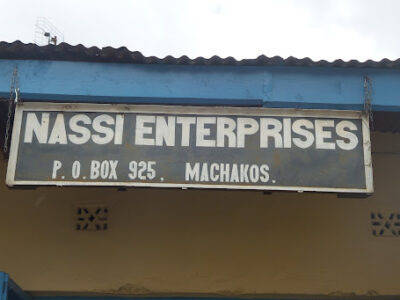 NASSI ENTERPRISES
P.O.BOX 925, MACHAKOS.